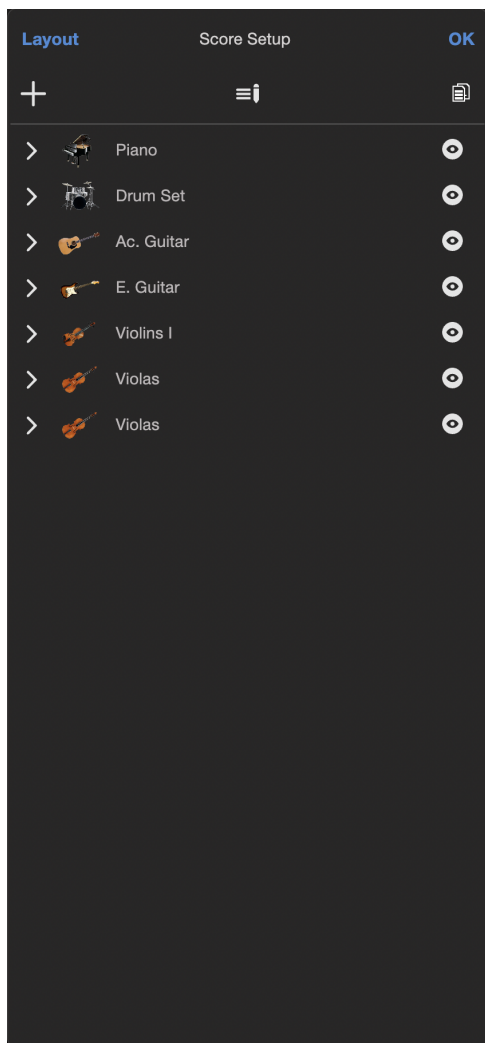 Layout Score Setup OK
Piano
Drum Set
Ac. Guitar
E. Guitar
Violins I
Violas
Violas